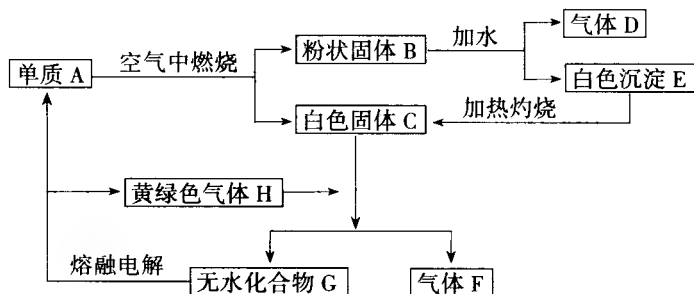 单质 A
空气中燃烧
粉状固体 B
加水
气体 D
白色沉淀 E
白色固体 C
加热灼烧
黄绿色气体 H
熔融电解
无水化合物 G
气体 F